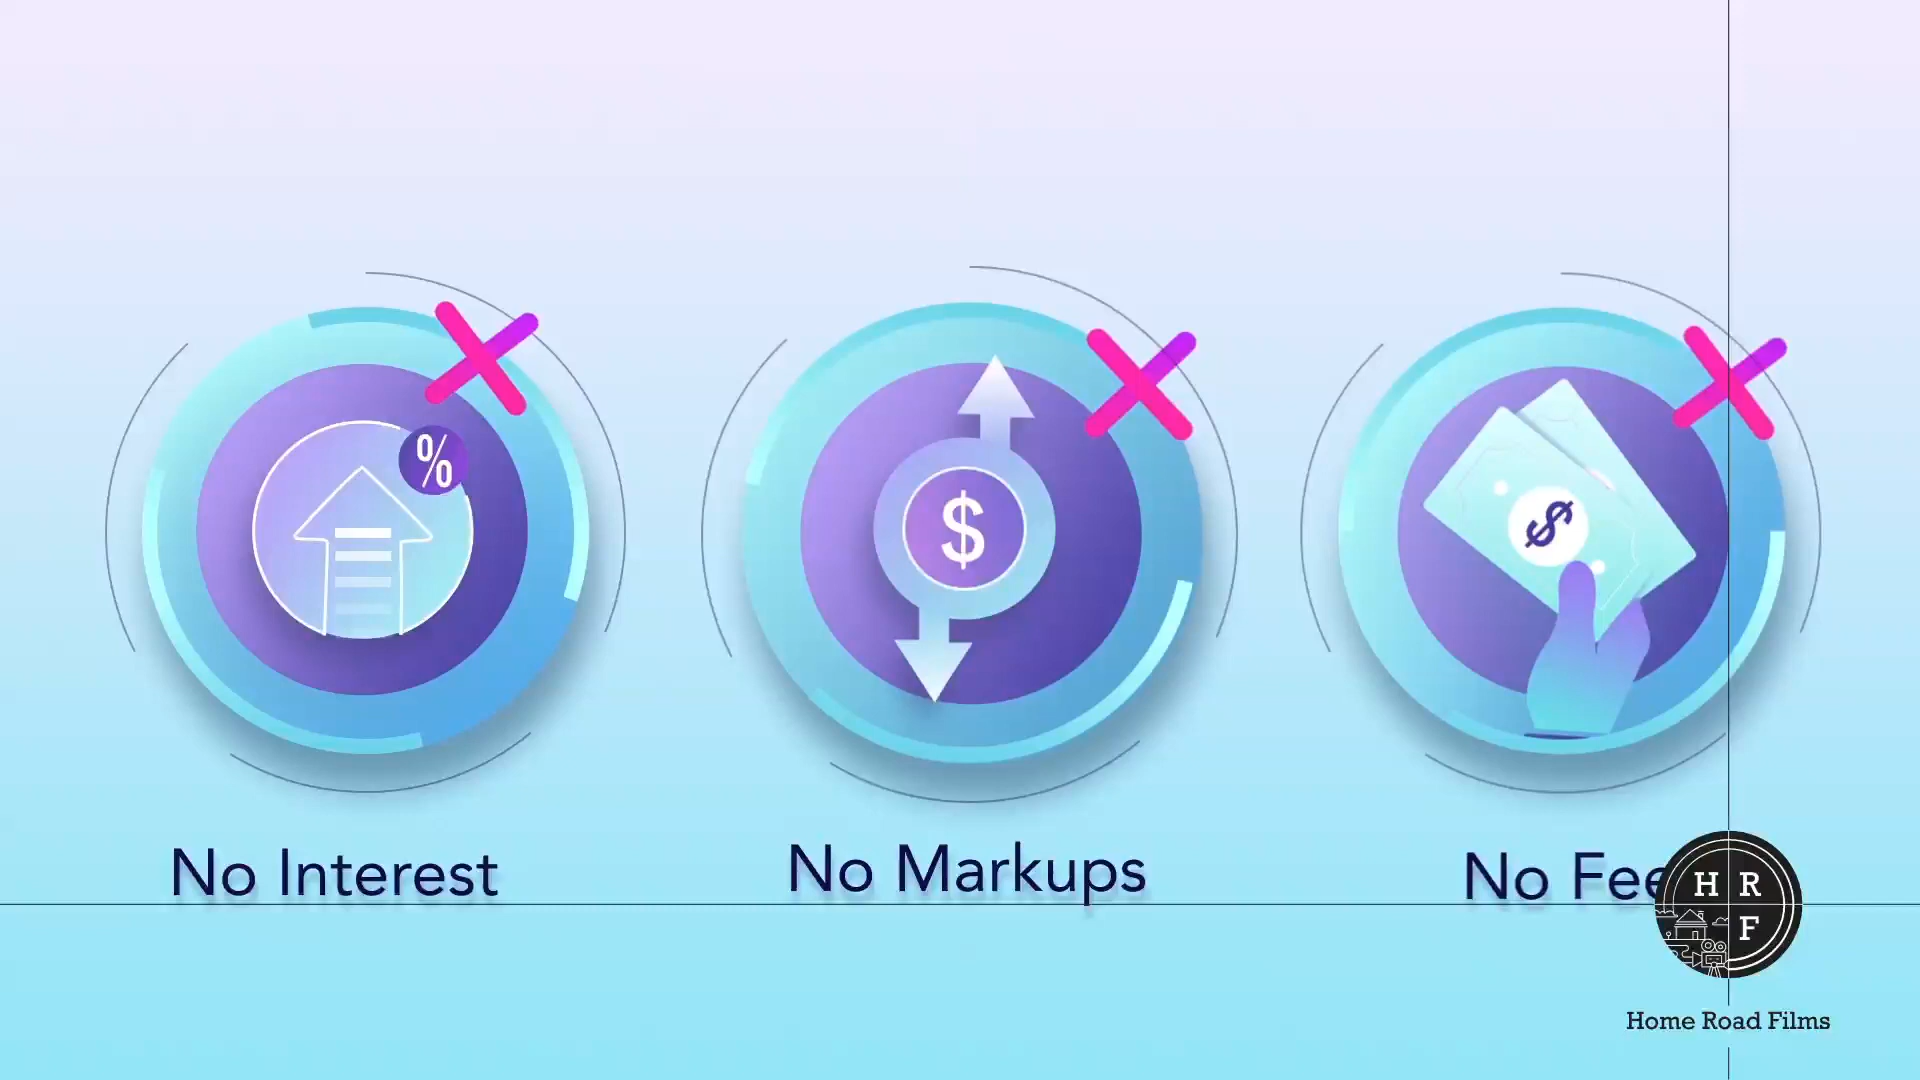 %
$
$
No Interest
No Markups
No Fee
H R
F
Home Road Films